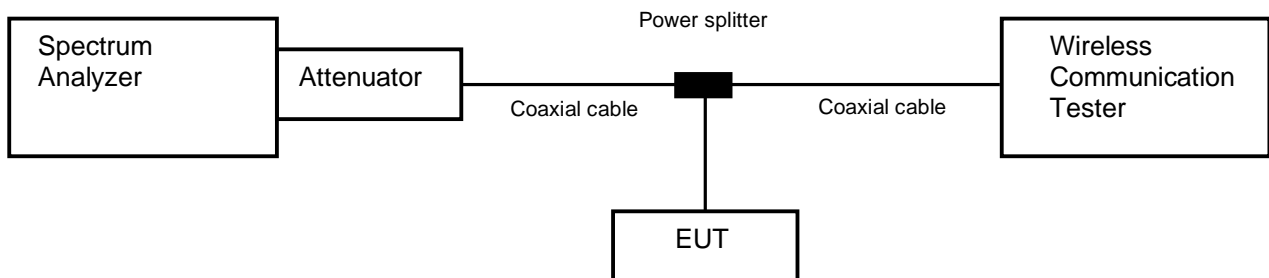 Power splitter
Spectrum
Analyzer
Attenuator
Coaxial cable
Coaxial cable
Wireless
Communication
Tester
EUT